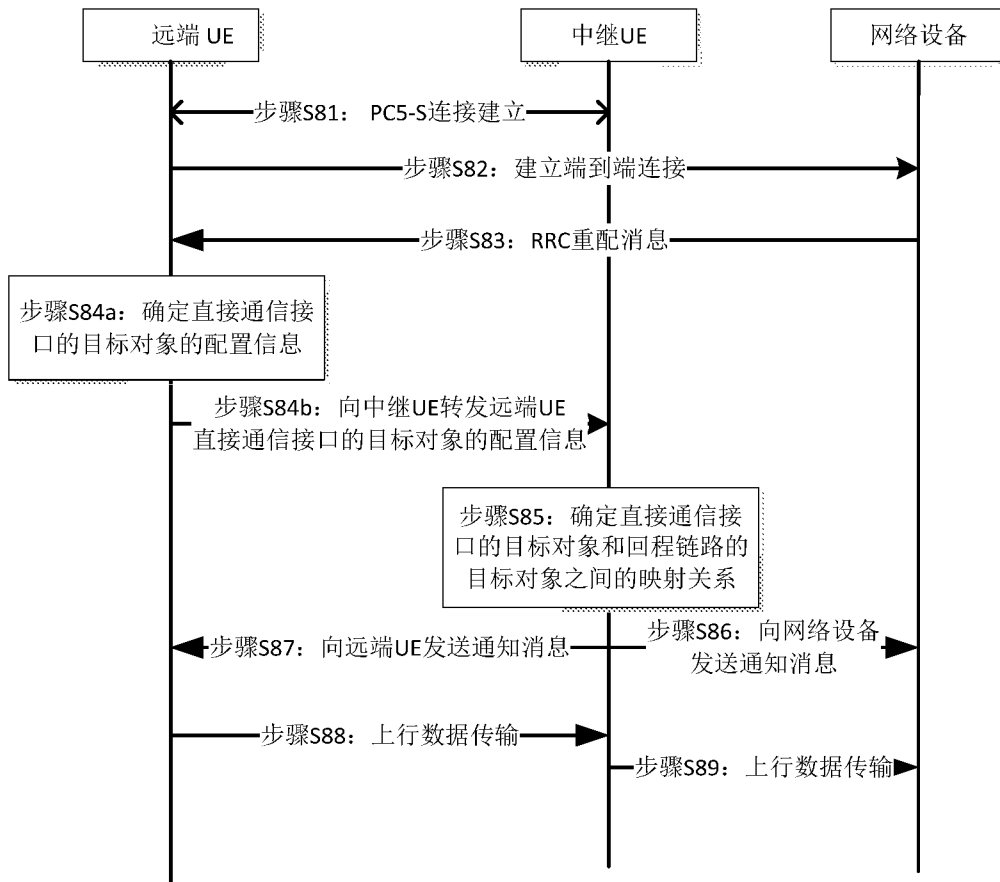 远端 UE
中继UE
网络设备
步骤S81： PC5-S连接建立
步骤S82：建立端到端连接
步骤S83：RRC重配消息
步骤S84a：确定直接通信接
口的目标对象的配置信息
步骤S84b：向中继UE转发远端UE
直接通信接口的目标对象的配置信息
步骤S85：确定直接通信接
口的目标对象和回程链路的
目标对象之间的映射关系
步骤S87：向远端UE发送通知消息
步骤S86：向网络设备
发送通知消息
步骤S88：上行数据传输
步骤S89：上行数据传输